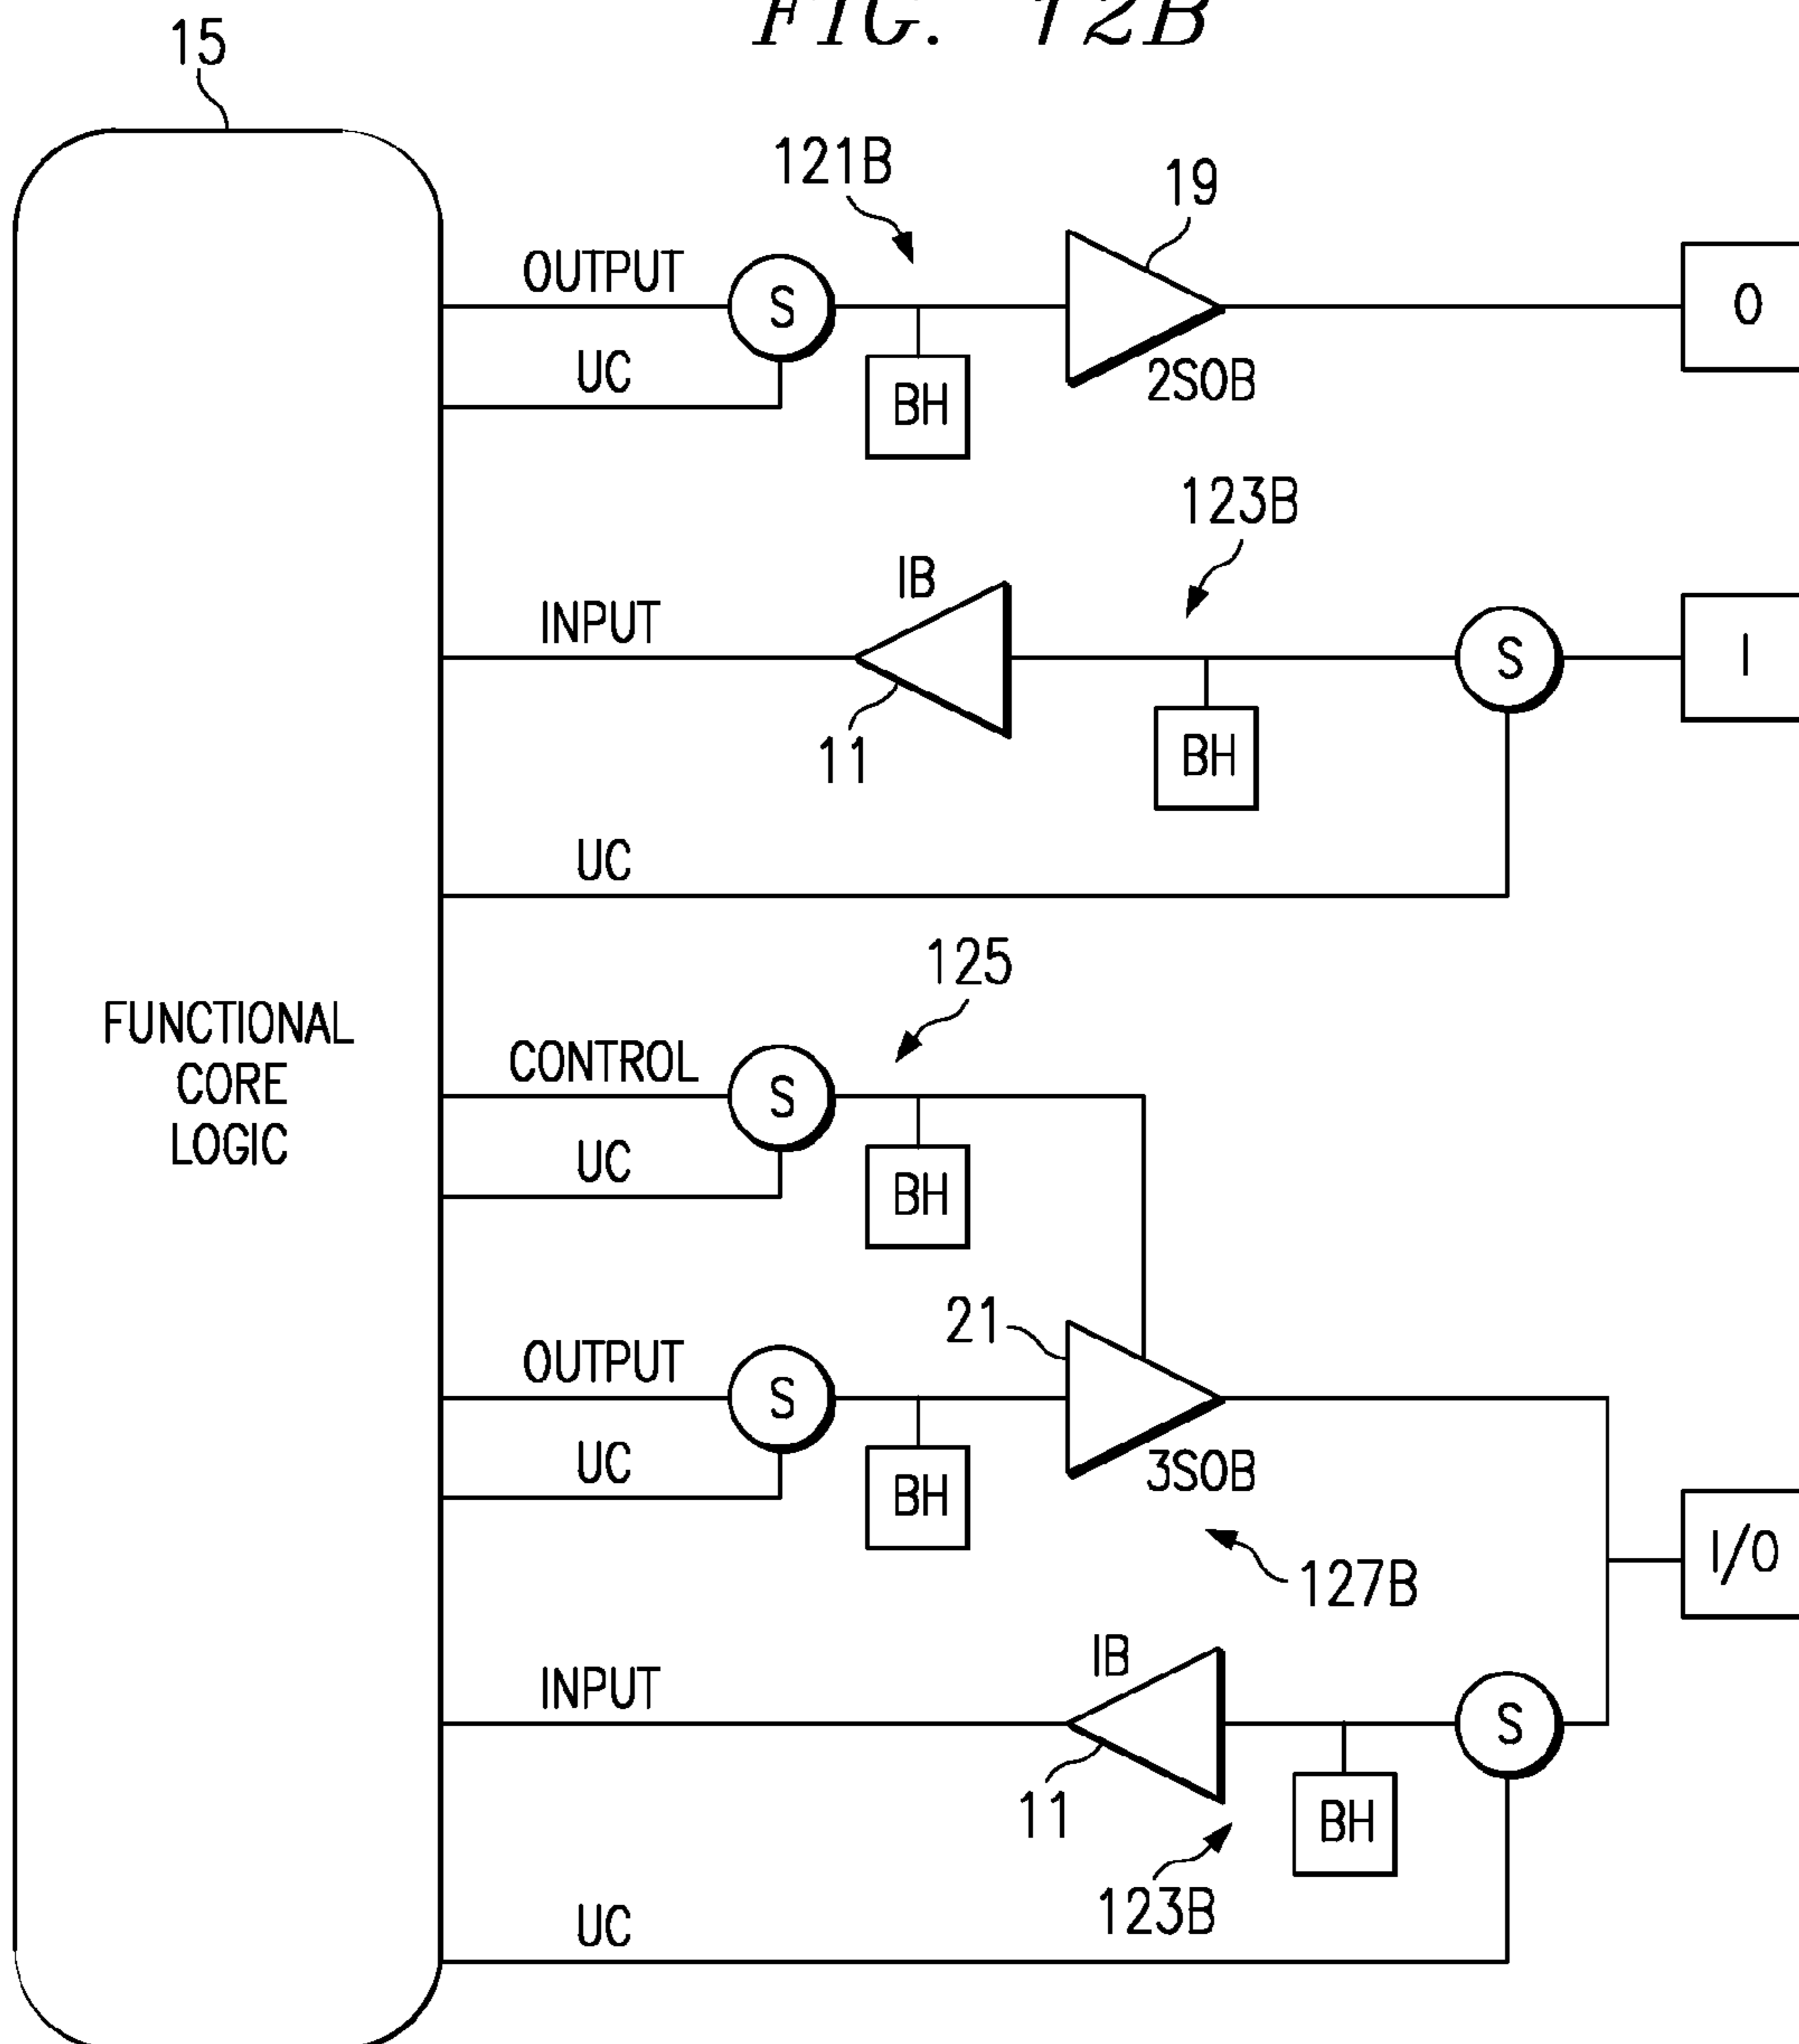 FIG. 12B
15
121B
19
OUTPUT
S
O
UC
BH
2SOB
123B
IB
INPUT
S
I
11
BH
UC
125
FUNCTIONAL
CORE
LOGIC
CONTROL
S
UC
BH
21
OUTPUT
S
UC
BH
3SOB
I/O
127B
IB
INPUT
S
11
BH
123B
UC